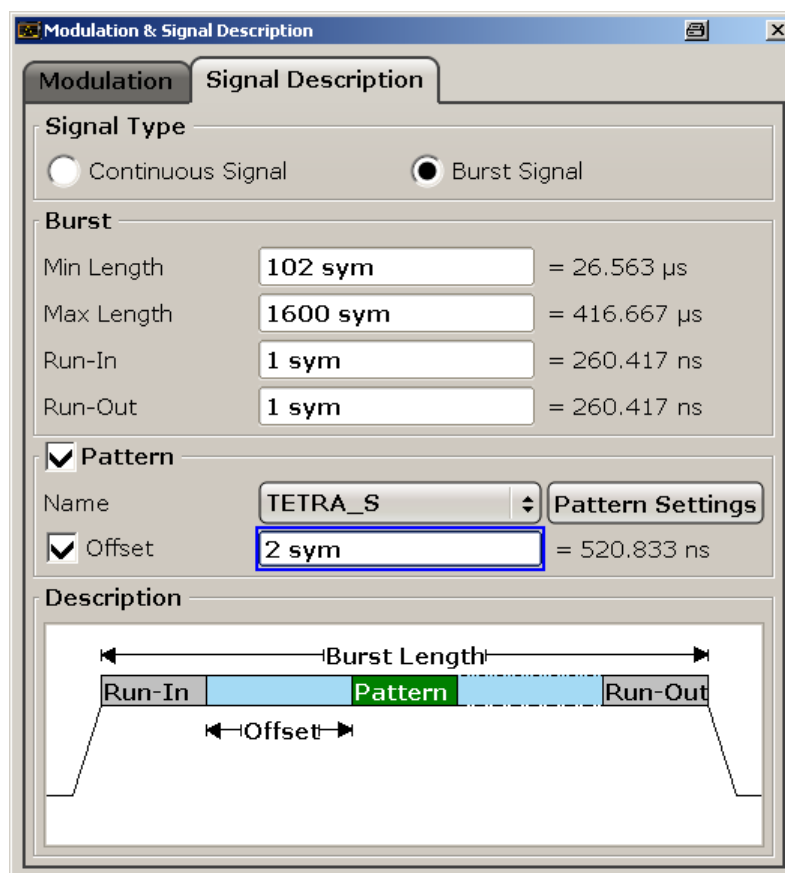 Modulation & Signal Description
Modulation Signal Description
Signal Type
Continuous Signal Burst Signal
Burst
Min Length 102 sym = 26.563 µs
Max Length 1600 sym = 416.667 µs
Run-In 1 sym = 260.417 ns
Run-Out 1 sym = 260.417 ns
Pattern
Name TETRA_S Pattern Settings
Offset 2 sym = 520.833 ns
Description
Burst Length
Run-In Pattern Run-Out
Offset